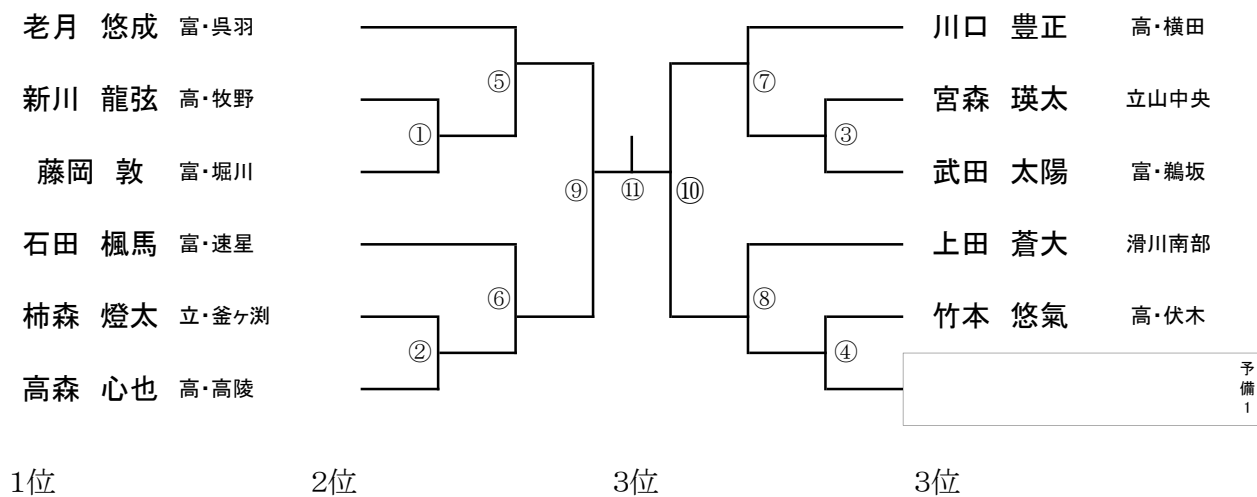 老月 悠成 富・呉羽
新川 龍弦 高・牧野
藤岡 敦 富・堀川
石田 楓馬 富・速星
柿森 燈太 立・釜ヶ渕
高森 心也 高・高陵
⑤
①
⑥
②
⑨
⑪
⑩
⑦
③
⑧
④
川口 豊正 高・横田
宮森 瑛太 立山中央
武田 太陽 富・鵜坂
上田 蒼大 滑川南部
竹本 悠氣 高・伏木
予備1
1位 2位 3位 3位